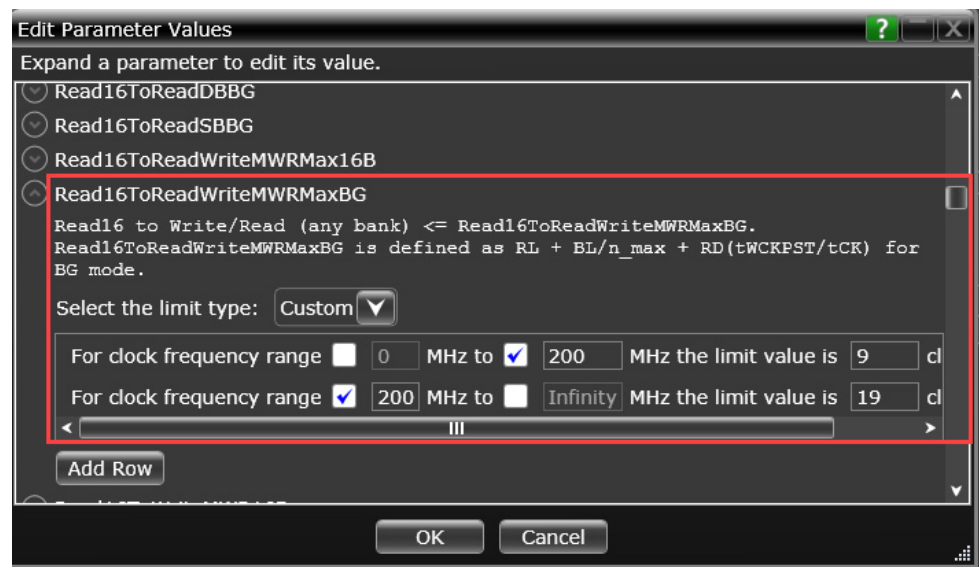 Edit Parameter Values
?
X
Expand a parameter to edit its value.
Read16ToReadDBBG
Read16ToReadSBBG
Read16ToReadWriteMWRMax16B
Read16ToReadWriteMWRMaxBG
Read16 to Write/Read (any bank) <= Read16ToReadWriteMWRMaxBG.
Read16ToReadWriteMWRMaxBG is defined as RL + BL/n_max + RD(tWCKPST/tCK) for
BG mode.
Select the limit type: Custom
For clock frequency range 0 MHz to 200 MHz the limit value is 9 cl
For clock frequency range 200 MHz to Infinity MHz the limit value is 19 cl
Add Row
OK Cancel